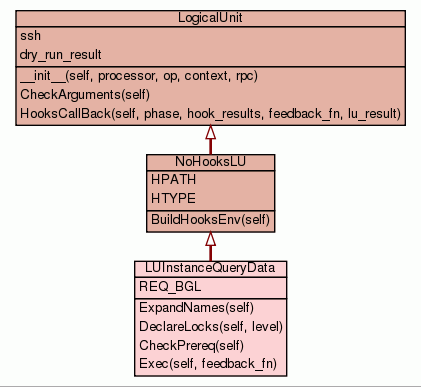 LogicalUnit
ssh
dry_run_result
__init__(self, processor, op, context, rpc)
CheckArguments(self)
HooksCallBack(self, phase, hook_results, feedback_fn, lu_result)
NoHooksLU
HPATH
HTYPE
BuildHooksEnv(self)
LUInstanceQueryData
REQ_BGL
ExpandNames(self)
DeclareLocks(self, level)
CheckPrereq(self)
Exec(self, feedback_fn)